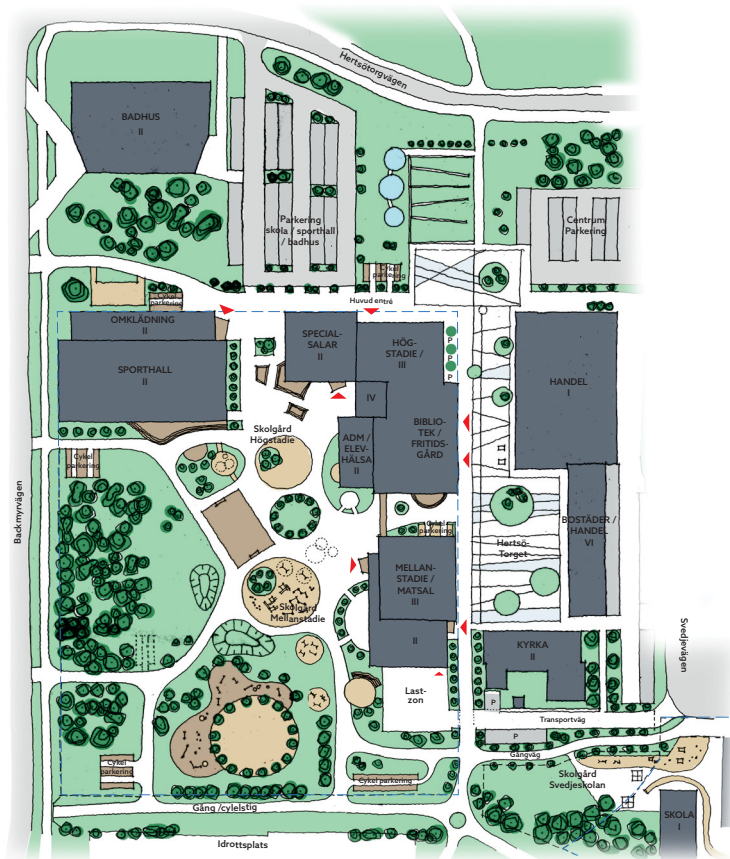 Hertsötorgvägen
BADHUS
II
Parkering
skola / sporthall
/ badhus
Centrum
Parkering
Cykel
parkering
Cykel
parkering
Huvud entré
OMKLÄDNING
II
SPECIAL-
SALAR
II
HÖG-
STADIE /
III
P
P
P
P
SPORTHALL
II
HANDEL
I
IV
BIBLIO-
TEK /
FRITIDS-
GÅRD
Skolgård
Högstadie
ADM /
ELEV-
HÄLSA
II
Cykel
parkering
Backmyrvägen
Cykel
parkering
BOSTÄDER /
HANDEL
VI
Hertsö-
Torget
MELLAN-
STADIE /
MATSAL
III
Skolgård
Mellanstadie
II
KYRKA
II
Svedjevägen
Last-
zon
P
Transportväg
P
Gångväg
Cykel
parkering
Cykel parkering
Skolgård
Svedjeskolan
Gång /cylelstig
SKOLA
I
Idrottsplats